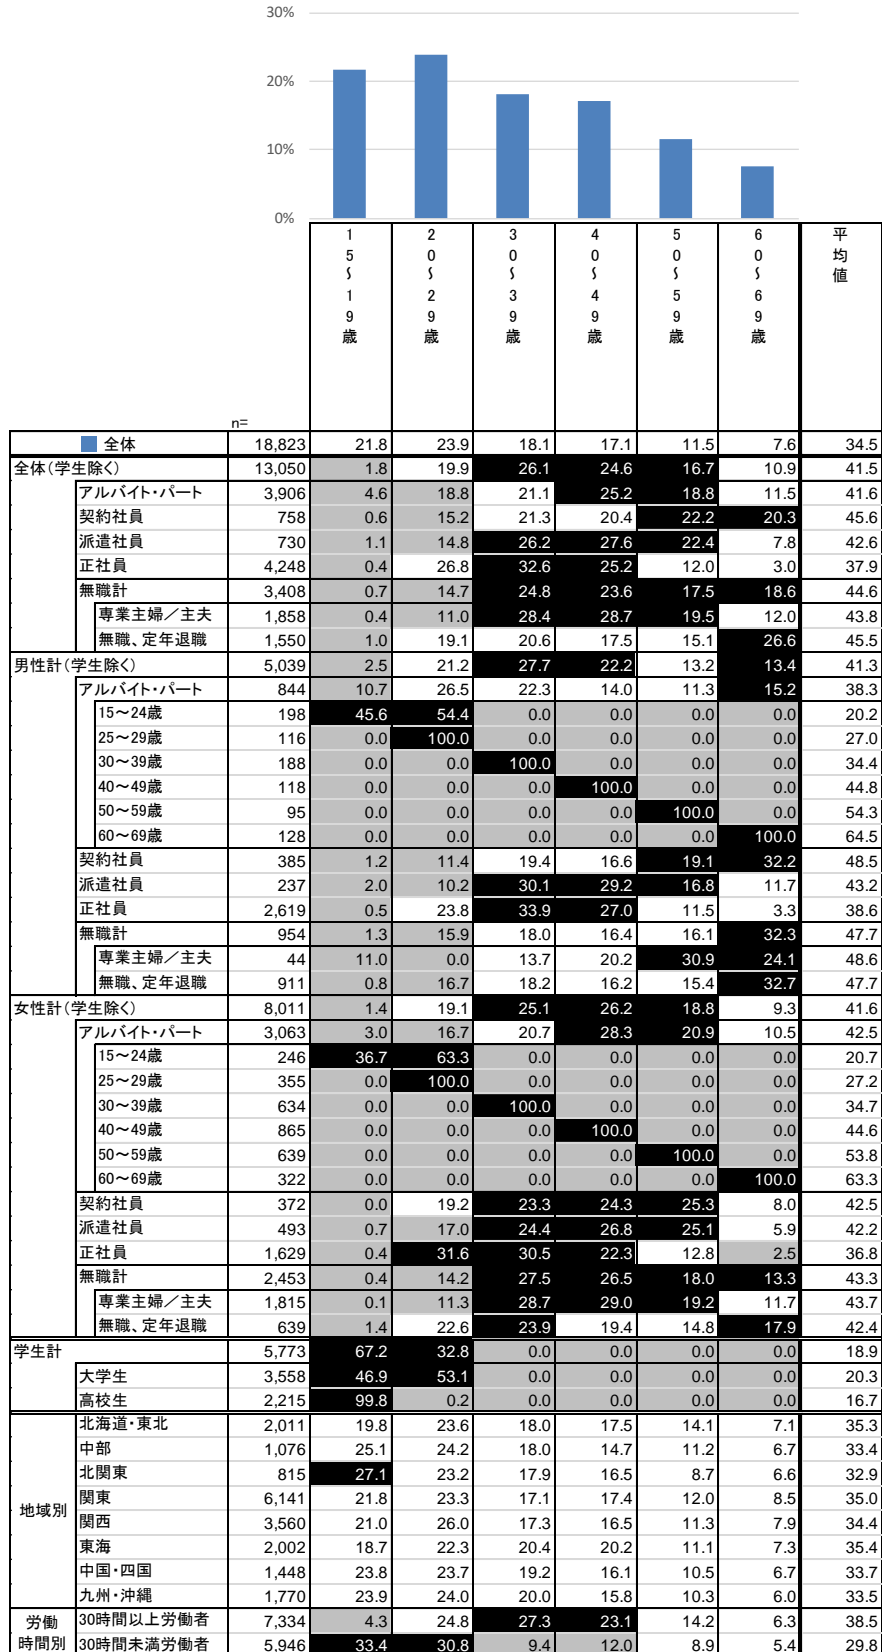 30%
20%
10%
0%
15~19歳 20~29歳 30~39歳 40~49歳 50~59歳 60~69歳 平均値
n=
全体 18,823 21.8 23.9 18.1 17.1 11.5 7.6 34.5
全体(学生除く) 13,050 1.8 19.9 26.1 24.6 16.7 10.9 41.5
アルバイト・パート 3,906 4.6 18.8 21.1 25.2 18.8 11.5 41.6
契約社員 758 0.6 15.2 21.3 20.4 22.2 20.3 45.6
派遣社員 730 1.1 14.8 26.2 27.6 22.4 7.8 42.6
正社員 4,248 0.4 26.8 32.6 25.2 12.0 3.0 37.9
無職計 3,408 0.7 14.7 24.8 23.6 17.5 18.6 44.6
専業主婦/主夫 1,858 0.4 11.0 28.4 28.7 19.5 12.0 43.8
無職、定年退職 1,550 1.0 19.1 20.6 17.5 15.1 26.6 45.5
男性計(学生除く) 5,039 2.5 21.2 27.7 22.2 13.2 13.4 41.3
アルバイト・パート 844 10.7 26.5 22.3 14.0 11.3 15.2 38.3
15~24歳 198 45.6 54.4 0.0 0.0 0.0 0.0 20.2
25~29歳 116 0.0 100.0 0.0 0.0 0.0 0.0 27.0
30~39歳 188 0.0 0.0 100.0 0.0 0.0 0.0 34.4
40~49歳 118 0.0 0.0 0.0 100.0 0.0 0.0 44.8
50~59歳 95 0.0 0.0 0.0 0.0 100.0 0.0 54.3
60~69歳 128 0.0 0.0 0.0 0.0 0.0 100.0 64.5
契約社員 385 1.2 11.4 19.4 16.6 19.1 32.2 48.5
派遣社員 237 2.0 10.2 30.1 29.2 16.8 11.7 43.2
正社員 2,619 0.5 23.8 33.9 27.0 11.5 3.3 38.6
無職計 954 1.3 15.9 18.0 16.4 16.1 32.3 47.7
専業主婦/主夫 44 11.0 0.0 13.7 20.2 30.9 24.1 48.6
無職、定年退職 911 0.8 16.7 18.2 16.2 15.4 32.7 47.7
女性計(学生除く) 8,011 1.4 19.1 25.1 26.2 18.8 9.3 41.6
アルバイト・パート 3,063 3.0 16.7 20.7 28.3 20.9 10.5 42.5
15~24歳 246 36.7 63.3 0.0 0.0 0.0 0.0 20.7
25~29歳 355 0.0 100.0 0.0 0.0 0.0 0.0 27.2
30~39歳 634 0.0 0.0 100.0 0.0 0.0 0.0 34.7
40~49歳 865 0.0 0.0 0.0 100.0 0.0 0.0 44.6
50~59歳 639 0.0 0.0 0.0 0.0 100.0 0.0 53.8
60~69歳 322 0.0 0.0 0.0 0.0 0.0 100.0 63.3
契約社員 372 0.0 19.2 23.3 24.3 25.3 8.0 42.5
派遣社員 493 0.7 17.0 24.4 26.8 25.1 5.9 42.2
正社員 1,629 0.4 31.6 30.5 22.3 12.8 2.5 36.8
無職計 2,453 0.4 14.2 27.5 26.5 18.0 13.3 43.3
専業主婦/主夫 1,815 0.1 11.3 28.7 29.0 19.2 11.7 43.7
無職、定年退職 639 1.4 22.6 23.9 19.4 14.8 17.9 42.4
学生計 5,773 67.2 32.8 0.0 0.0 0.0 0.0 18.9
大学生 3,558 46.9 53.1 0.0 0.0 0.0 0.0 20.3
高校生 2,215 99.8 0.2 0.0 0.0 0.0 0.0 16.7
地域別
北海道・東北 2,011 19.8 23.6 18.0 17.5 14.1 7.1 35.3
中部 1,076 25.1 24.2 18.0 14.7 11.2 6.7 33.4
北関東 815 27.1 23.2 17.9 16.5 8.7 6.6 32.9
関東 6,141 21.8 23.3 17.1 17.4 12.0 8.5 35.0
関西 3,560 21.0 26.0 17.3 16.5 11.3 7.9 34.4
東海 2,002 18.7 22.3 20.4 20.2 11.1 7.3 35.4
中国・四国 1,448 23.8 23.7 19.2 16.1 10.5 6.7 33.7
九州・沖縄 1,770 23.9 24.0 20.0 15.8 10.3 6.0 33.5
労働時間別
30時間以上労働者 7,334 4.3 24.8 27.3 23.1 14.2 6.3 38.5
30時間未満労働者 5,946 33.4 30.8 9.4 12.0 8.9 5.4 29.8